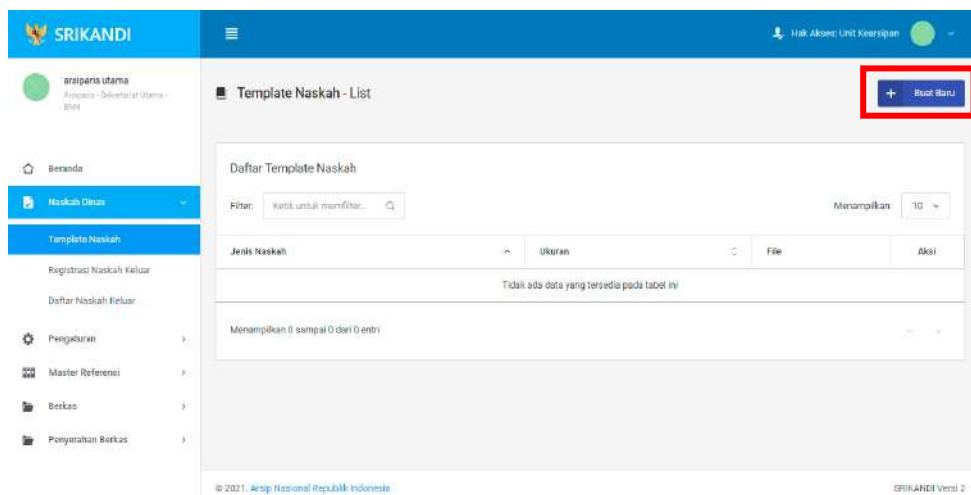 SRIKANDI
Hak Akses: Unit Kearsipan
arsiparis utama
Arsiparis - Sekretariat Utama -
Template Naskah - List
+ Buat Baru
Beranda
Daftar Template Naskah
Naskah Dinas
Filter: Ketik untuk memfilter...
Menampilkan: 10
Template Naskah
Jenis Naskah Ukuran File Aksi
Registrasi Naskah Keluar
Tidak ada data yang tersedia pada tabel ini
Daftar Naskah Keluar
Menampilkan 0 sampai 0 dari 0 entri
Pengaturan
Master Referensi
Berkas
Penyerahan Berkas
© 2021. Arsip Nasional Republik Indonesia
SRIKANDI Versi 2